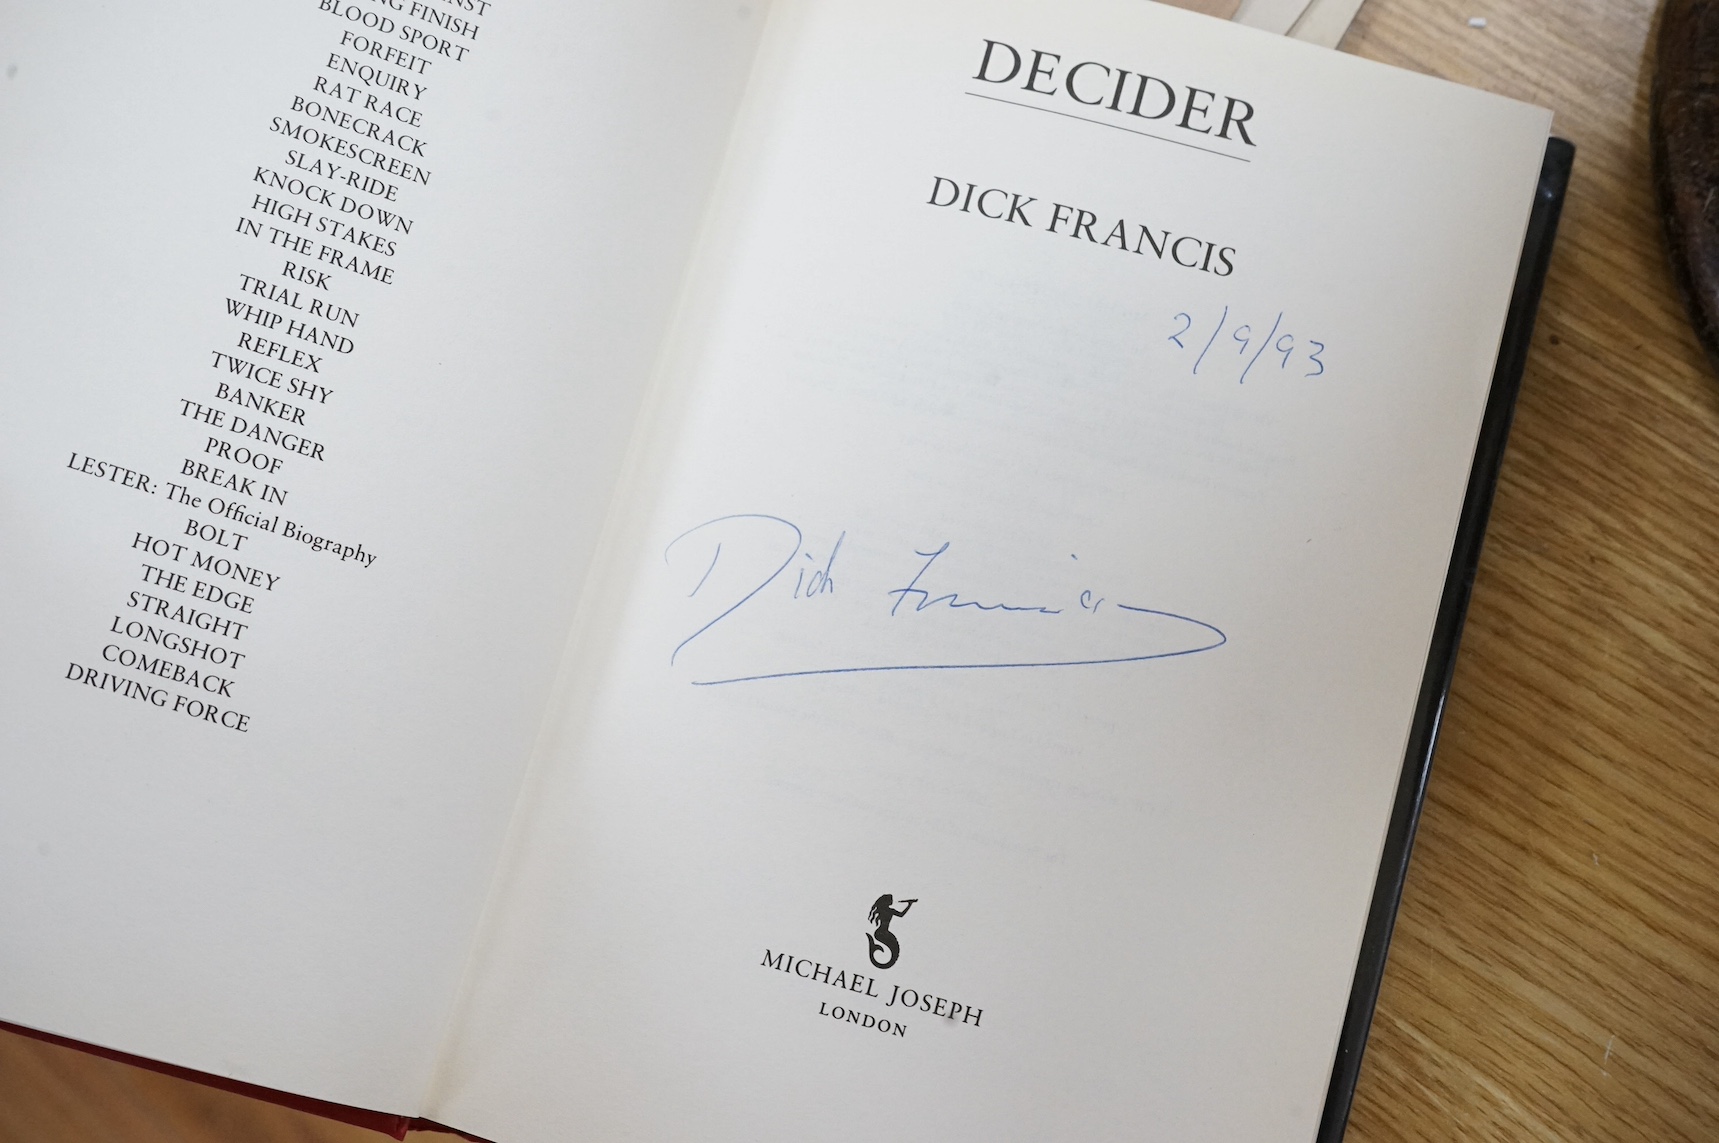 BLOOD SPORT
FORFEIT
ENQUIRY
RAT RACE
BONECRACK
SMOKESCREEN
SLAY-RIDE
KNOCK DOWN
HIGH STAKES
IN THE FRAME
RISK
TRIAL RUN
WHIP HAND
REFLEX
TWICE SHY
BANKER
THE DANGER
PROOF
BREAK IN
LESTER: The Official Biography
BOLT
HOT MONEY
THE EDGE
STRAIGHT
LONGSHOT
COMEBACK
DRIVING FORCE
DECIDER
DICK FRANCIS
2/9/93
Dick Francis
MICHAEL JOSEPH
LONDON